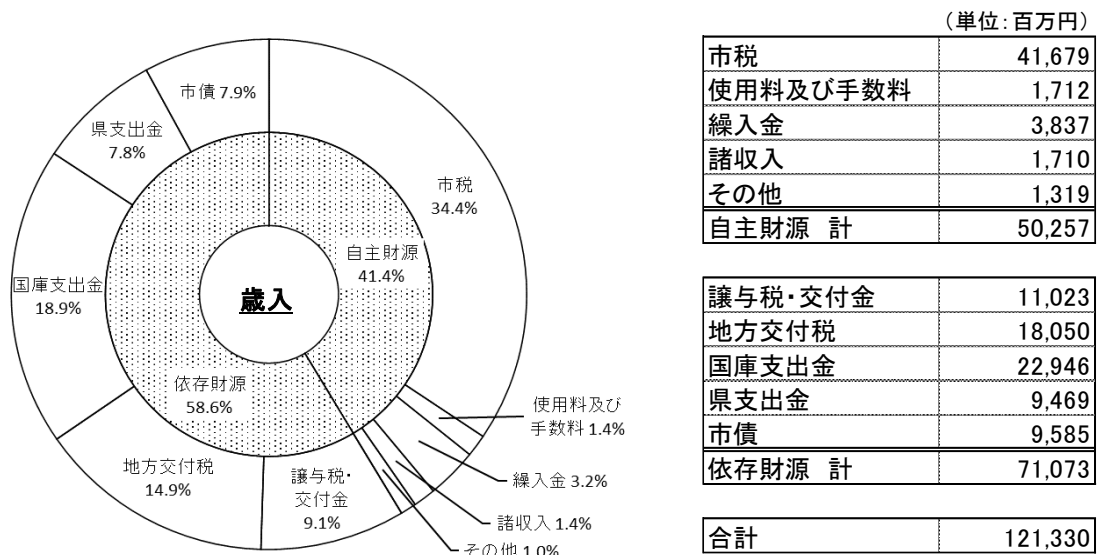 市債 7.9%
県支出金
7.8%
国庫支出金
18.9%
地方交付税
14.9%
譲与税・
交付金
9.1%
市税
34.4%
自主財源
41.4%
歳入
依存財源
58.6%
使用料及び
手数料 1.4%
繰入金 3.2%
諸収入 1.4%
その他 1.0%
（単位：百万円）
市税 41,679
使用料及び手数料 1,712
繰入金 3,837
諸収入 1,710
その他 1,319
自主財源　計 50,257
譲与税・交付金 11,023
地方交付税 18,050
国庫支出金 22,946
県支出金 9,469
市債 9,585
依存財源　計 71,073
合計 121,330